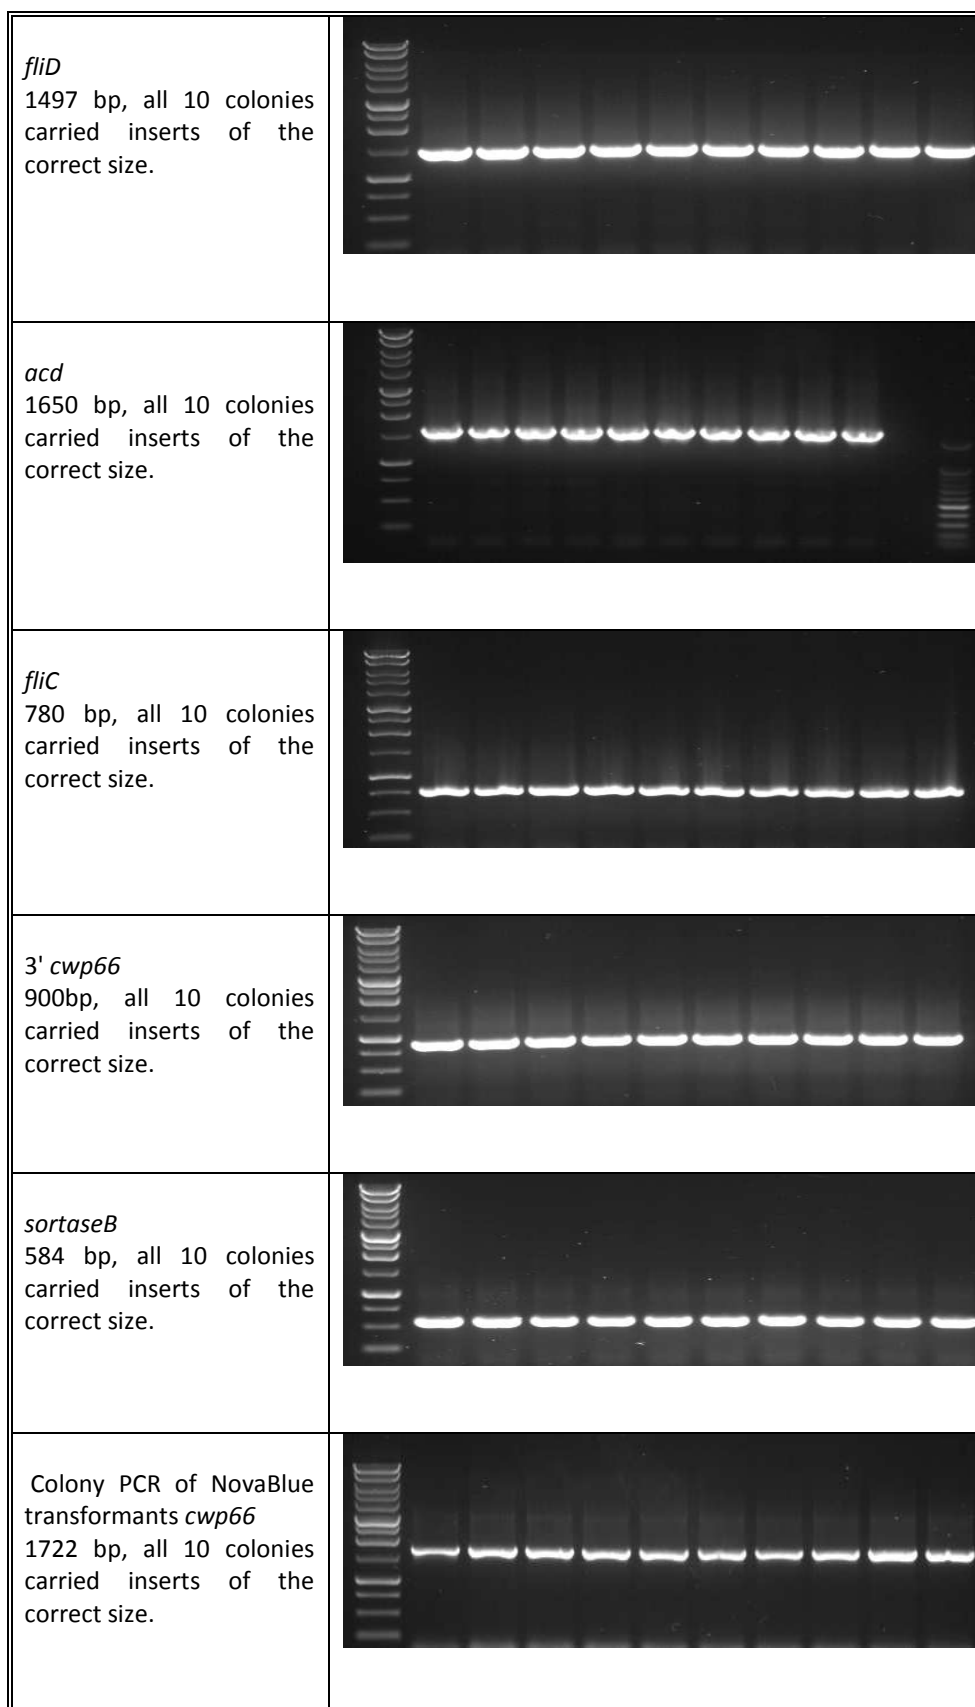 fliD
1497 bp, all 10 colonies
carried inserts of the
correct size.
acd
1650 bp, all 10 colonies
carried inserts of the
correct size.
fliC
780 bp, all 10 colonies
carried inserts of the
correct size.
3' cwp66
900bp, all 10 colonies
carried inserts of the
correct size.
sortaseB
584 bp, all 10 colonies
carried inserts of the
correct size.
Colony PCR of NovaBlue
transformants cwp66
1722 bp, all 10 colonies
carried inserts of the
correct size.